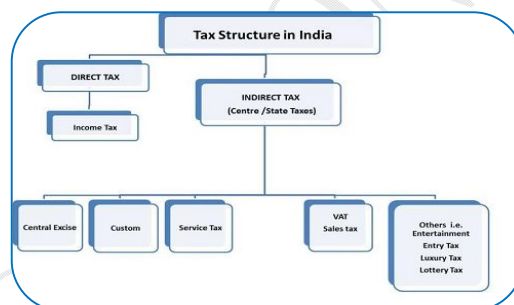 Tax Structure in India
DIRECT TAX
Income Tax
INDIRECT TAX
(Centre /State Taxes)
Central Excise
Custom
Service Tax
VAT
Sales tax
Others i.e.
Entertainment
Entry Tax
Luxury Tax
Lottery Tax